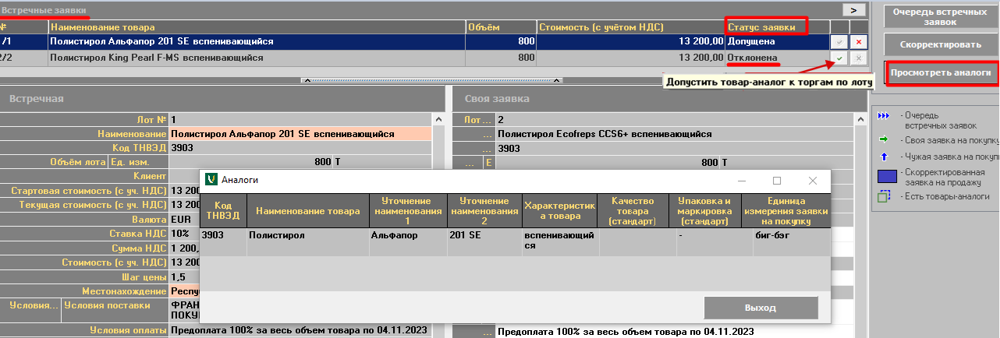 Встречные заявки
>
№ Наименование товара Объём Стоимость (с учётом НДС) Статус заявки
/1 Полистирол Альфапор 201 SE вспенивающийся 800 13 200,00 Допущена
2/2 Полистирол King Pearl F-MS вспенивающийся 800 13 200,00 Отклонена
Допустить товар-аналог к торгам по лоту
Очередь встречных
заявок
Скорректировать
Просмотреть аналоги
- Очередь
встречных заявок
- Своя заявка на покупку
- Чужая заявка на покупк
- Скорректированная
заявка на продажу
- Есть товары-аналоги
Встречная
Лот № 1
Наименование Полистирол Альфапор 201 SE вспенивающийся
Код ТНВЭД 3903
Объём лота Ед. изм. 800 Т
Клиент
Стартовая стоимость (с уч. НДС) 13 200
Текущая стоимость (с уч. НДС) 13 200
Валюта EUR
Ставка НДС 10%
Сумма НДС 1 200,
Стоимость (с уч. НДС) 13 200
Шаг цены 1,5
Местонахождение Респу
Условия... Условия поставки ФРАН
ПОКУ
Условия оплаты Предоплата 100% за весь объем товара по 04.11.2023
Своя заявка
Лот ... 2
... Полистирол Ecofreps CCS6+ вспенивающийся
... 3903
... Е 800 Т
... Предоплата 100% за весь объем товара по 04.11.2023
Аналоги
Код
ТНВЭД
Наименование товара
Уточнение
наименования
1
Уточнение
наименования
2
Характеристик
а товара
Качество
товара
(стандарт)
Упаковка и
маркировка
(стандарт)
Единица
измерения заявки
на покупку
3903 Полистирол Альфапор 201 SE вспенивающий
ся
- биг-бэг
Выход